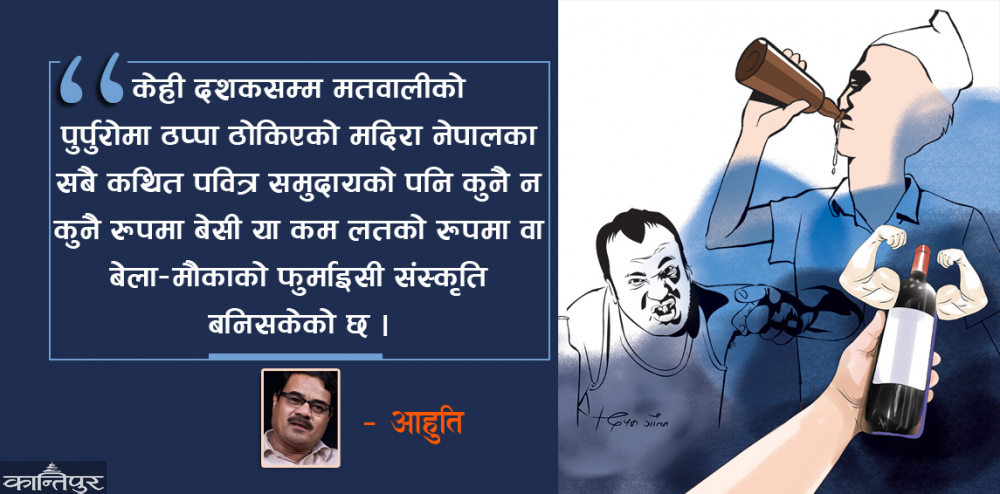 केही दशकसम्म मतवालीको
पुर्पुरोमा ठप्पा ठोकिएको मदिरा नेपालका
सबै कथित पवित्र समुदायको पनि कुनै न
कुनै रूपमा बेसी या कम लतको रूपमा वा
बेला-मौकाको फुर्माइसी संस्कृति
बनिसकेको छ ।
- आहुति
कान्तिपुर